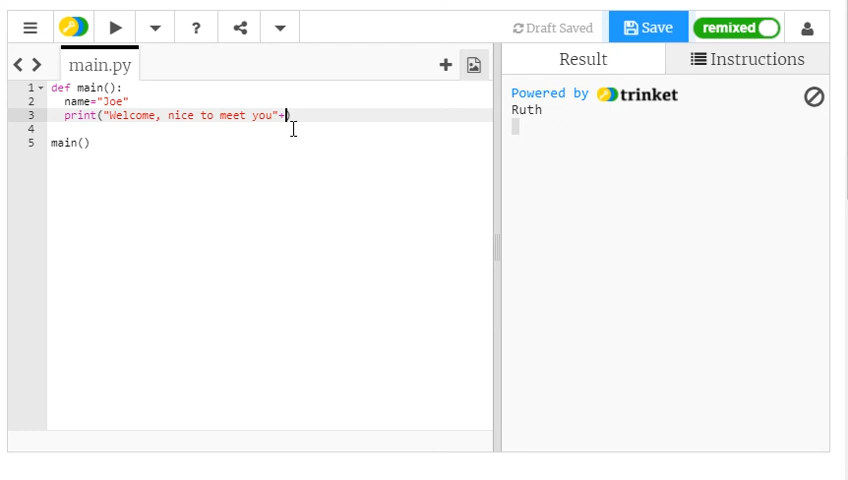 ? Draft Saved Save remixed
main.py Result Instructions
1 def main():
2 name="Joe"
3 print("Welcome, nice to meet you"+)
4
5 main()
Powered by trinket
Ruth